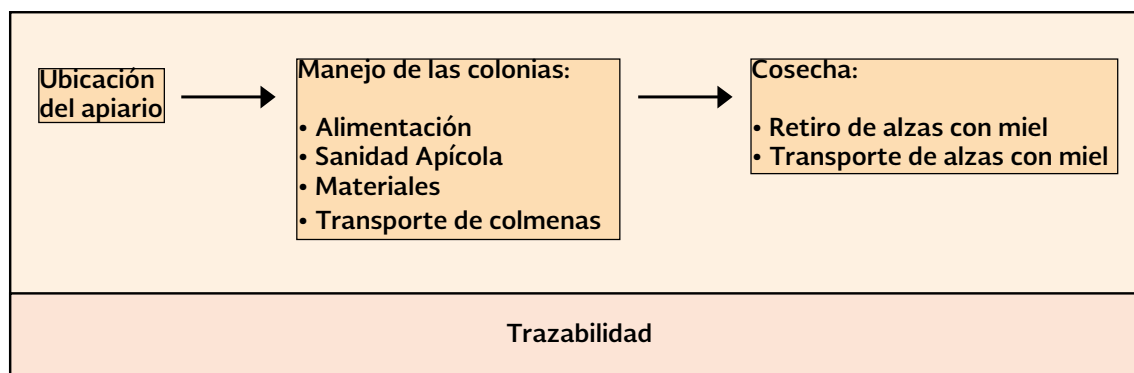 Ubicación
del apiario
Manejo de las colonias:
• Alimentación
• Sanidad Apícola
• Materiales
• Transporte de colmenas
Cosecha:
• Retiro de alzas con miel
• Transporte de alzas con miel
Trazabilidad